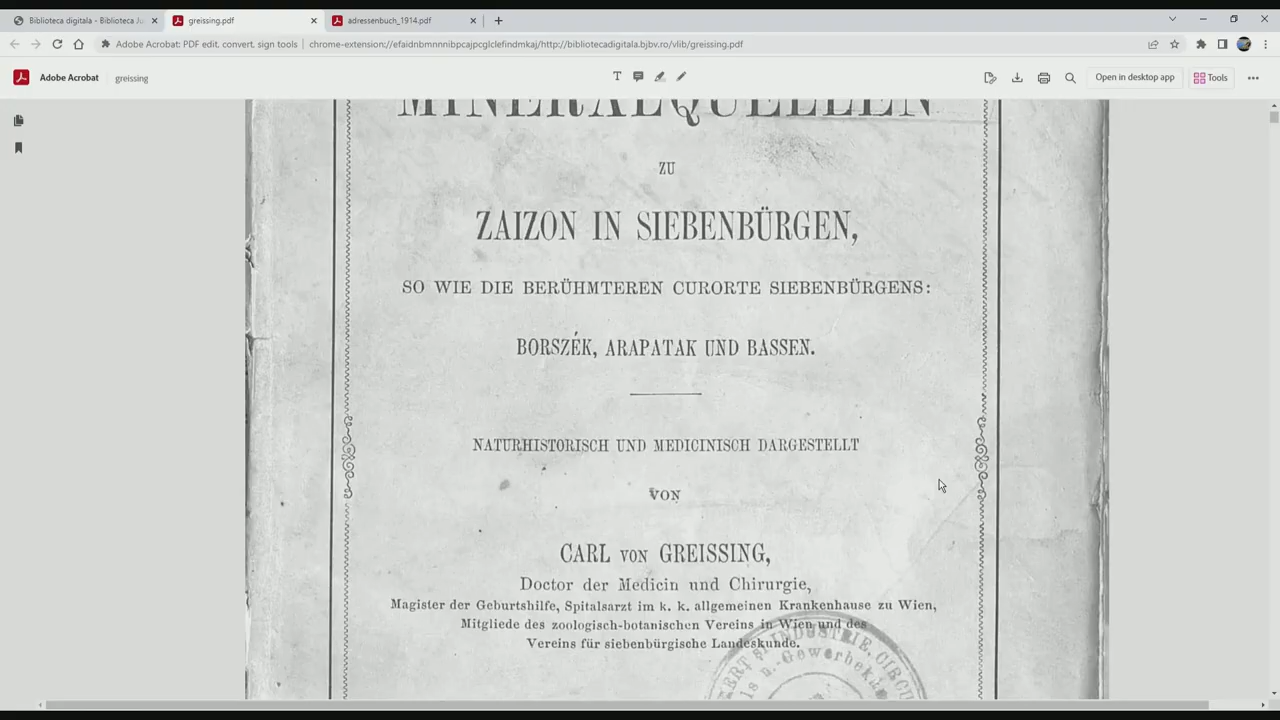 Biblioteca digitala - Biblioteca Ju
greissing.pdf
adressenbuch_1914.pdf
Adobe Acrobat: PDF edit, convert, sign tools | chrome-extension://efaidnbmnnnibpcajpcglclefindmkaj/http://bibliotecadigitala.bjbv.ro/vlib/greissing.pdf
Adobe Acrobat greissing
Open in desktop app
Tools
MINERALQUELLEN
ZU
ZAIZON IN SIEBENBÜRGEN,
SO WIE DIE BERÜHMTEREN CURORTE SIEBENBÜRGENS:
BORSZÉK, ARAPATAK UND BASSEN.
NATURHISTORISCH UND MEDICINISCH DARGESTELLT
VON
CARL VON GREISSING,
Doctor der Medicin und Chirurgie,
Magister der Geburtshilfe, Spitalsarzt im k. k. allgemeinen Krankenhause zu Wien,
Mitgliede des zoologisch-botanischen Vereins in Wien und des
Vereins für siebenbürgische Landeskunde.
INDUSTRIE, CIRC